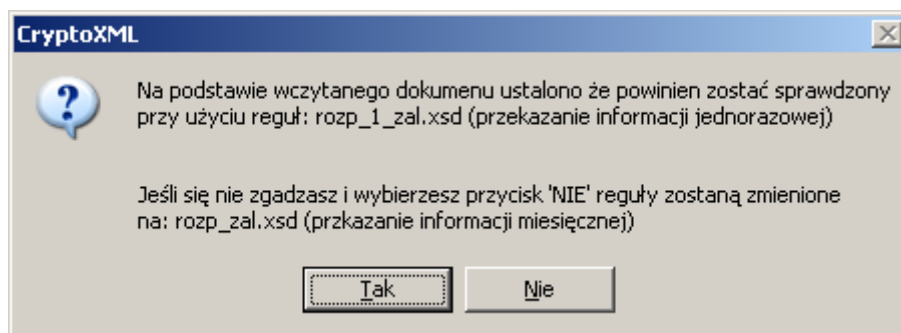 CryptoXML
Na podstawie wczytanego dokumenu ustalono że powinien zostać sprawdzony
przy użyciu reguł: rozp_1_zal.xsd (przekazanie informacji jednorazowej)
Jeśli się nie zgadzasz i wybierzesz przycisk 'NIE' reguły zostaną zmienione
na: rozp_zal.xsd (przkazanie informacji miesięcznej)
Tak
Nie